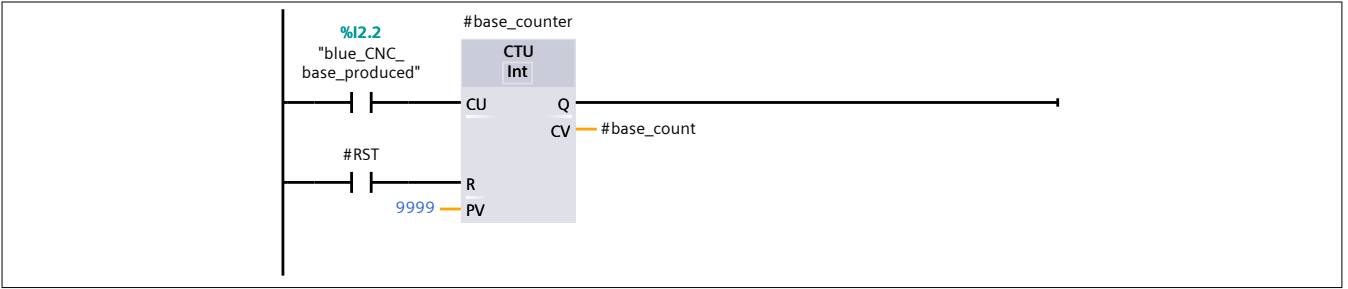 #base_counter
%I2.2
"blue_CNC_
base_produced"
CTU
Int
CU
Q
CV
#base_count
#RST
R
9999
PV